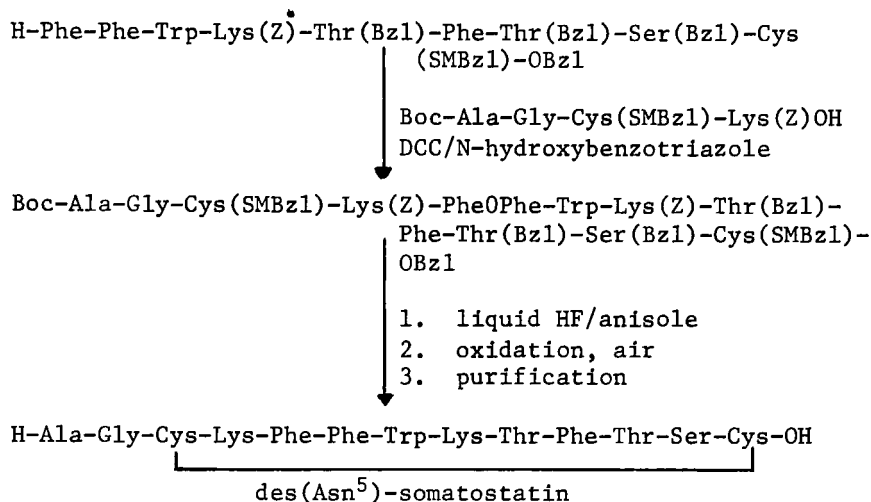 H-Phe-Phe-Trp-Lys(Z)-Thr(Bzl)-Phe-Thr(Bzl)-Ser(Bzl)-Cys
(SMBzl)-OBzl
Boc-Ala-Gly-Cys(SMBzl)-Lys(Z)OH
DCC/N-hydroxybenzotriazole
Boc-Ala-Gly-Cys(SMBzl)-Lys(Z)-PheOPhe-Trp-Lys(Z)-Thr(Bzl)-
Phe-Thr(Bzl)-Ser(Bzl)-Cys(SMBzl)-
OBzl
1. liquid HF/anisole
2. oxidation, air
3. purification
H-Ala-Gly-Cys-Lys-Phe-Phe-Trp-Lys-Thr-Phe-Thr-Ser-Cys-OH
des(Asn⁵)-somatostatin